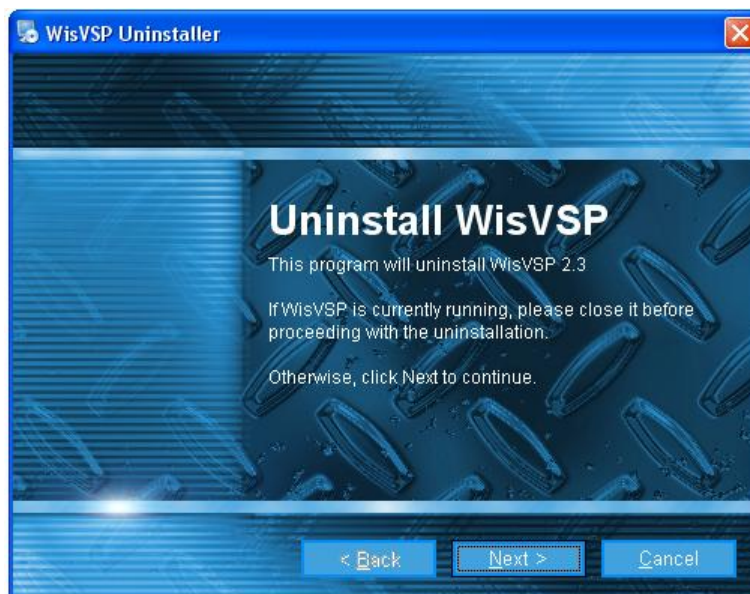 WisVSP Uninstaller
Uninstall WisVSP
This program will uninstall WisVSP 2.3
If WisVSP is currently running, please close it before
proceeding with the uninstallation.
Otherwise, click Next to continue.
< Back
Next >
Cancel